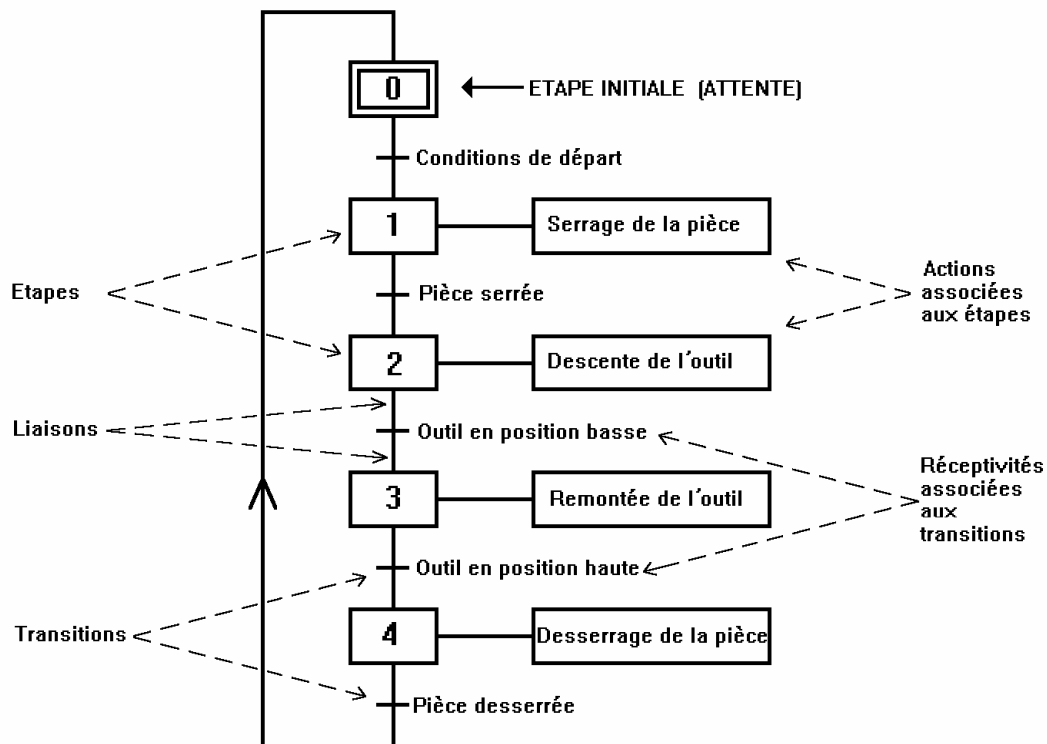 0
ETAPE INITIALE (ATTENTE)
Conditions de départ
1
Serrage de la pièce
Etapes
Pièce serrée
Actions
associées
aux étapes
2
Descente de l'outil
Liaisons
Outil en position basse
3
Remontée de l'outil
Réceptivités
associées
aux
transitions
Outil en position haute
Transitions
4
Desserrage de la pièce
Pièce desserrée